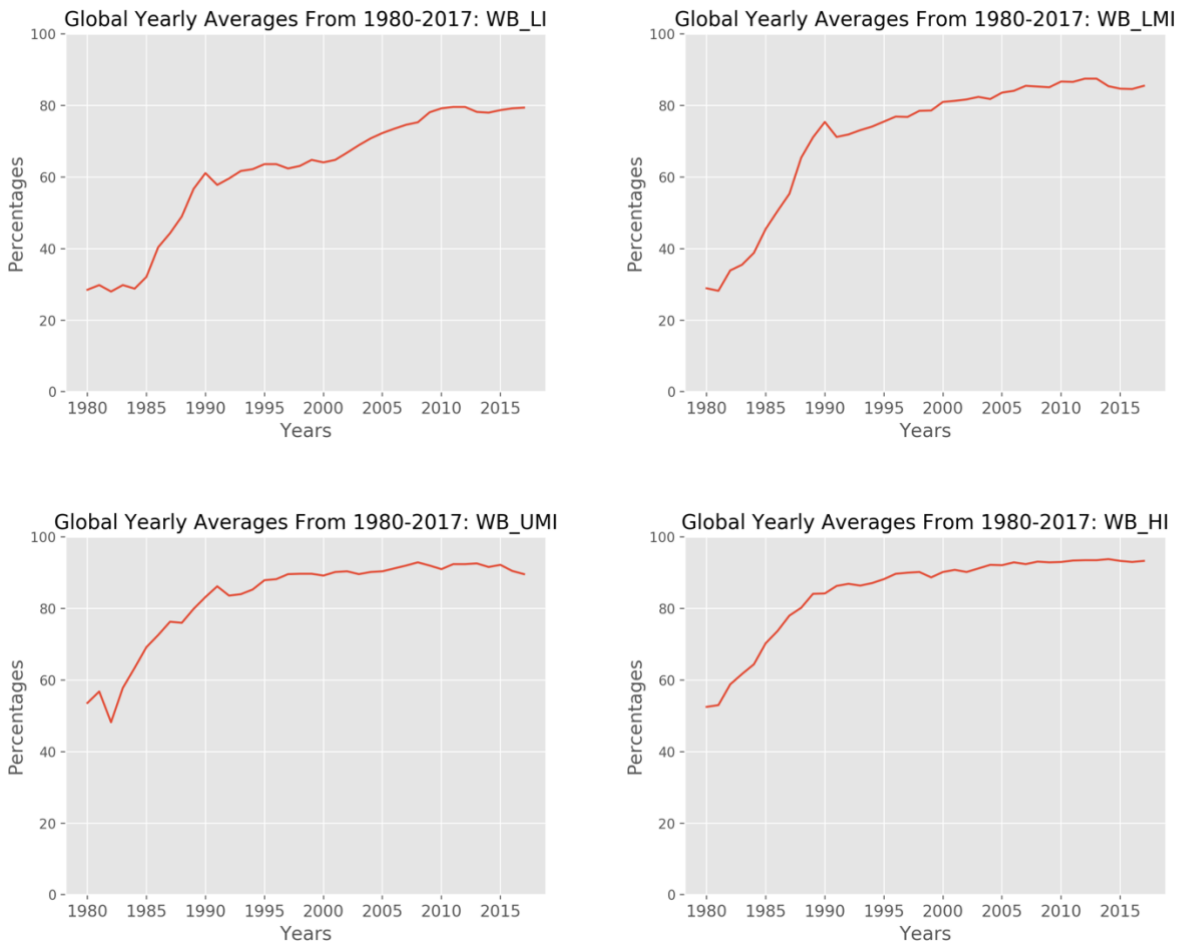 Global Yearly Averages From 1980-2017: WB_LI
100
80
60
40
20
0
Percentages
1980 1985 1990 1995 2000 2005 2010 2015
Years
Global Yearly Averages From 1980-2017: WB_LMI
100
80
60
40
20
0
Percentages
1980 1985 1990 1995 2000 2005 2010 2015
Years
Global Yearly Averages From 1980-2017: WB_UMI
100
80
60
40
20
0
Percentages
1980 1985 1990 1995 2000 2005 2010 2015
Years
Global Yearly Averages From 1980-2017: WB_HI
100
80
60
40
20
0
Percentages
1980 1985 1990 1995 2000 2005 2010 2015
Years